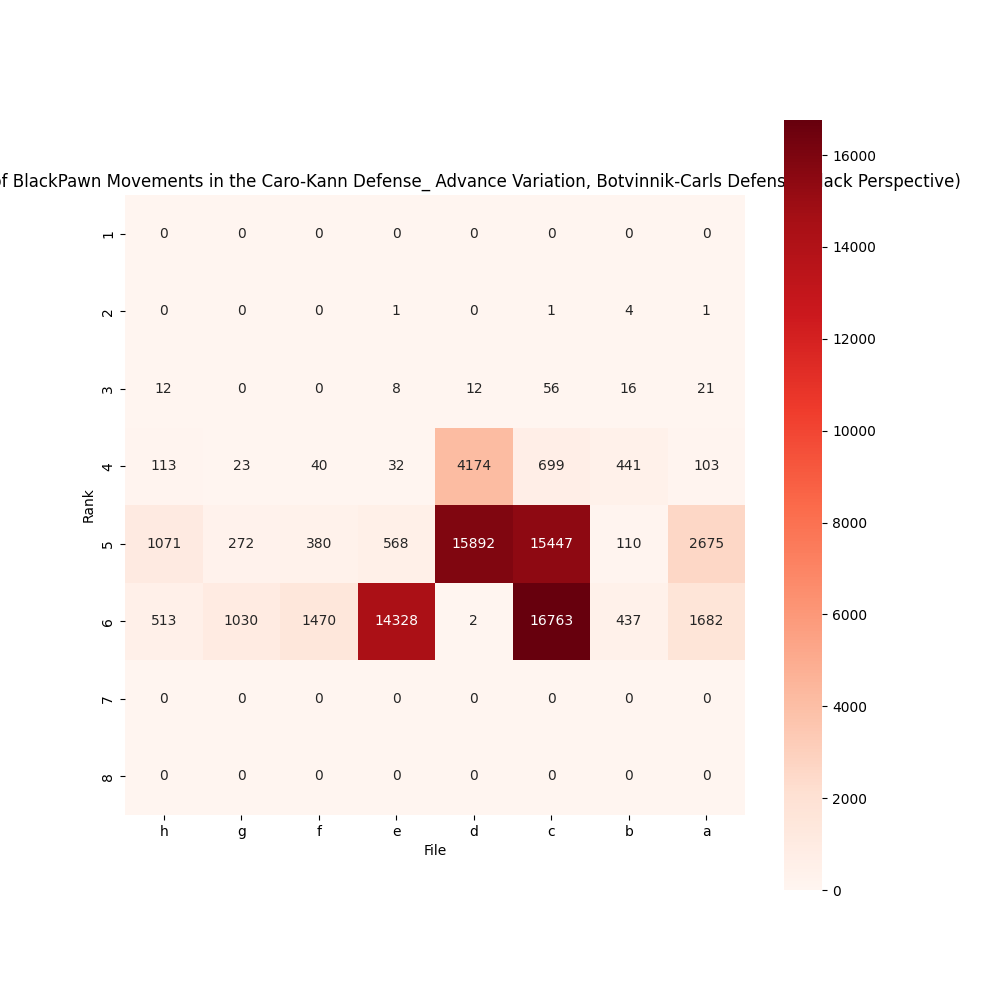 of BlackPawn Movements in the Caro-Kann Defense_ Advance Variation, Botvinnik-Carls Defens ack Perspective)
16000
14000
12000
10000
8000
6000
4000
2000
0
Rank
1 0 0 0 0 0 0 0 0
2 0 0 0 1 0 1 4 1
3 12 0 0 8 12 56 16 21
4 113 23 40 32 4174 699 441 103
5 1071 272 380 568 15892 15447 110 2675
6 513 1030 1470 14328 2 16763 437 1682
7 0 0 0 0 0 0 0 0
8 0 0 0 0 0 0 0 0
h g f e d c b a
File